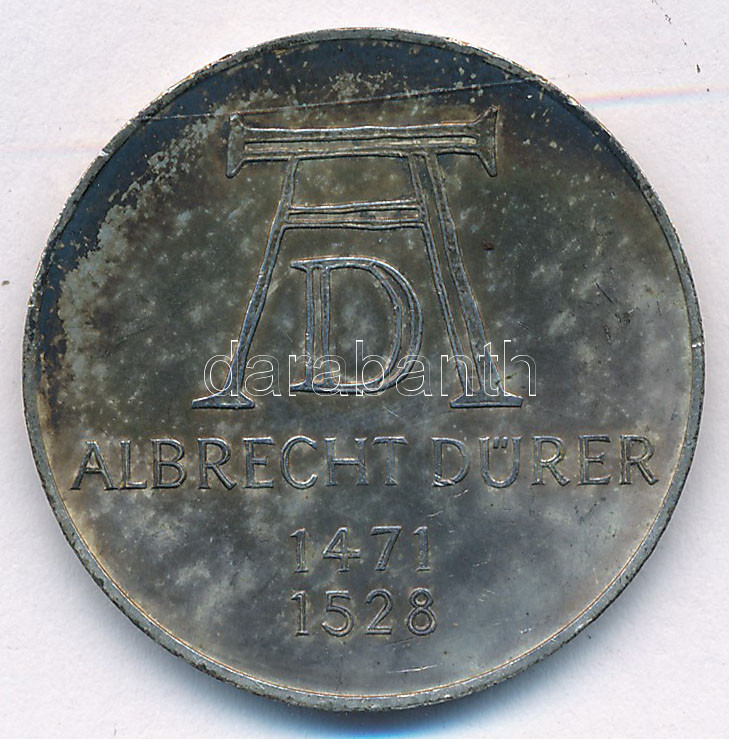 AD
darabanth
ALBRECHT DÜRER
1471
1528